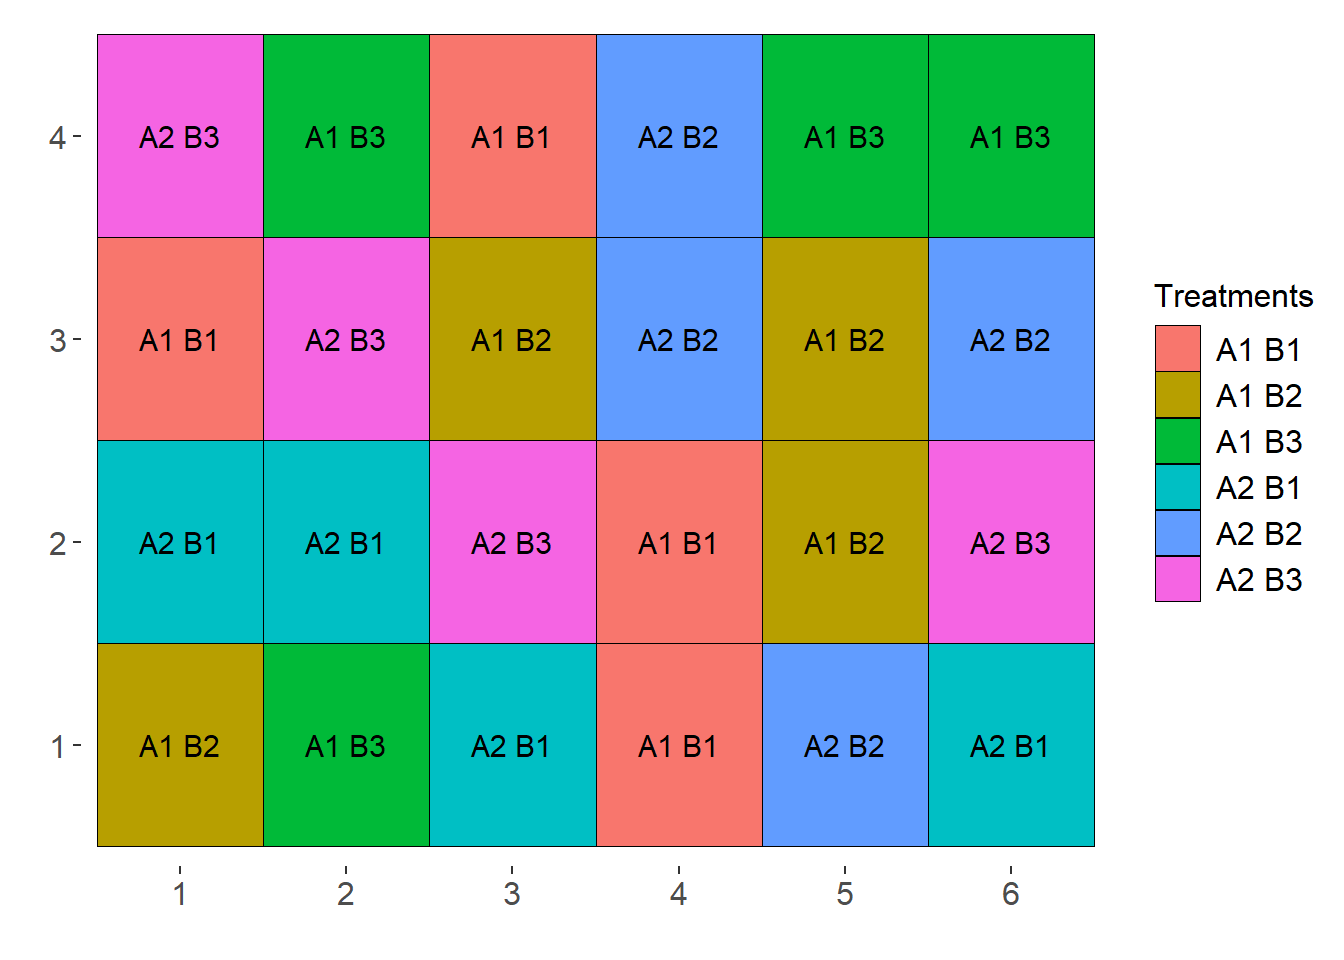 4 A2 B3 A1 B3 A1 B1 A2 B2 A1 B3 A1 B3
3 A1 B1 A2 B3 A1 B2 A2 B2 A1 B2 A2 B2
2 A2 B1 A2 B1 A2 B3 A1 B1 A1 B2 A2 B3
1 A1 B2 A1 B3 A2 B1 A1 B1 A2 B2 A2 B1
1 2 3 4 5 6
Treatments
A1 B1
A1 B2
A1 B3
A2 B1
A2 B2
A2 B3